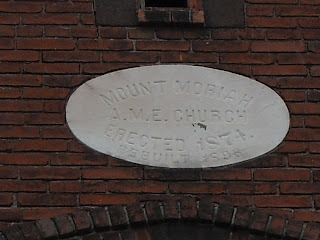 MOUNT MORIAH
A.M.E. CHURCH
ERECTED 1874.
REBUILT